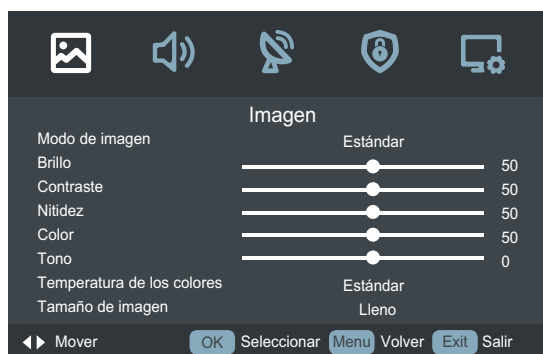 Imagen
Modo de imagen Estándar
Brillo 50
Contraste 50
Nitidez 50
Color 50
Tono 0
Temperatura de los colores Estándar
Tamaño de imagen Lleno
Mover OK Seleccionar Menu Volver Exit Salir